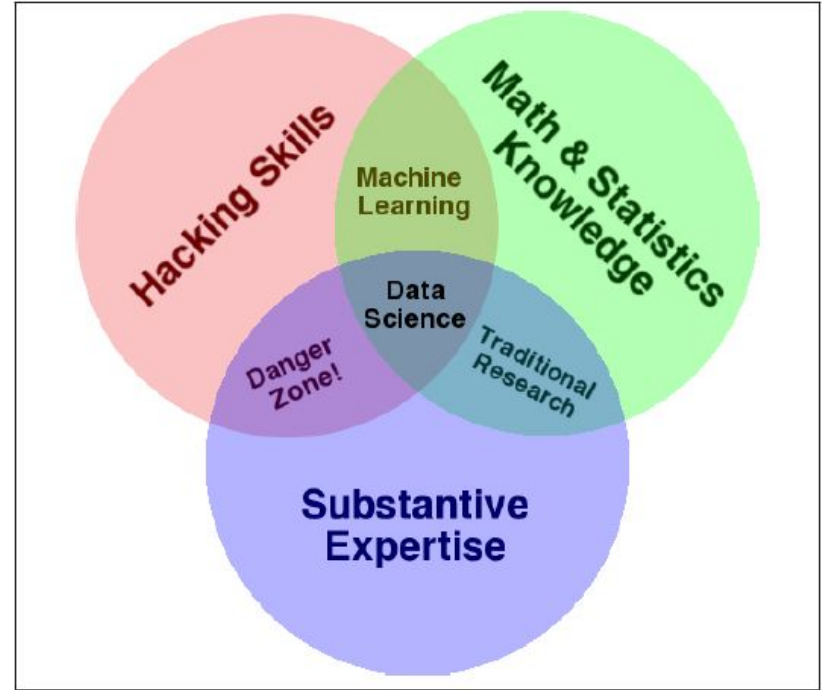 Hacking Skills
Math & Statistics
Knowledge
Machine
Learning
Data
Science
Danger
Zone!
Traditional
Research
Substantive
Expertise